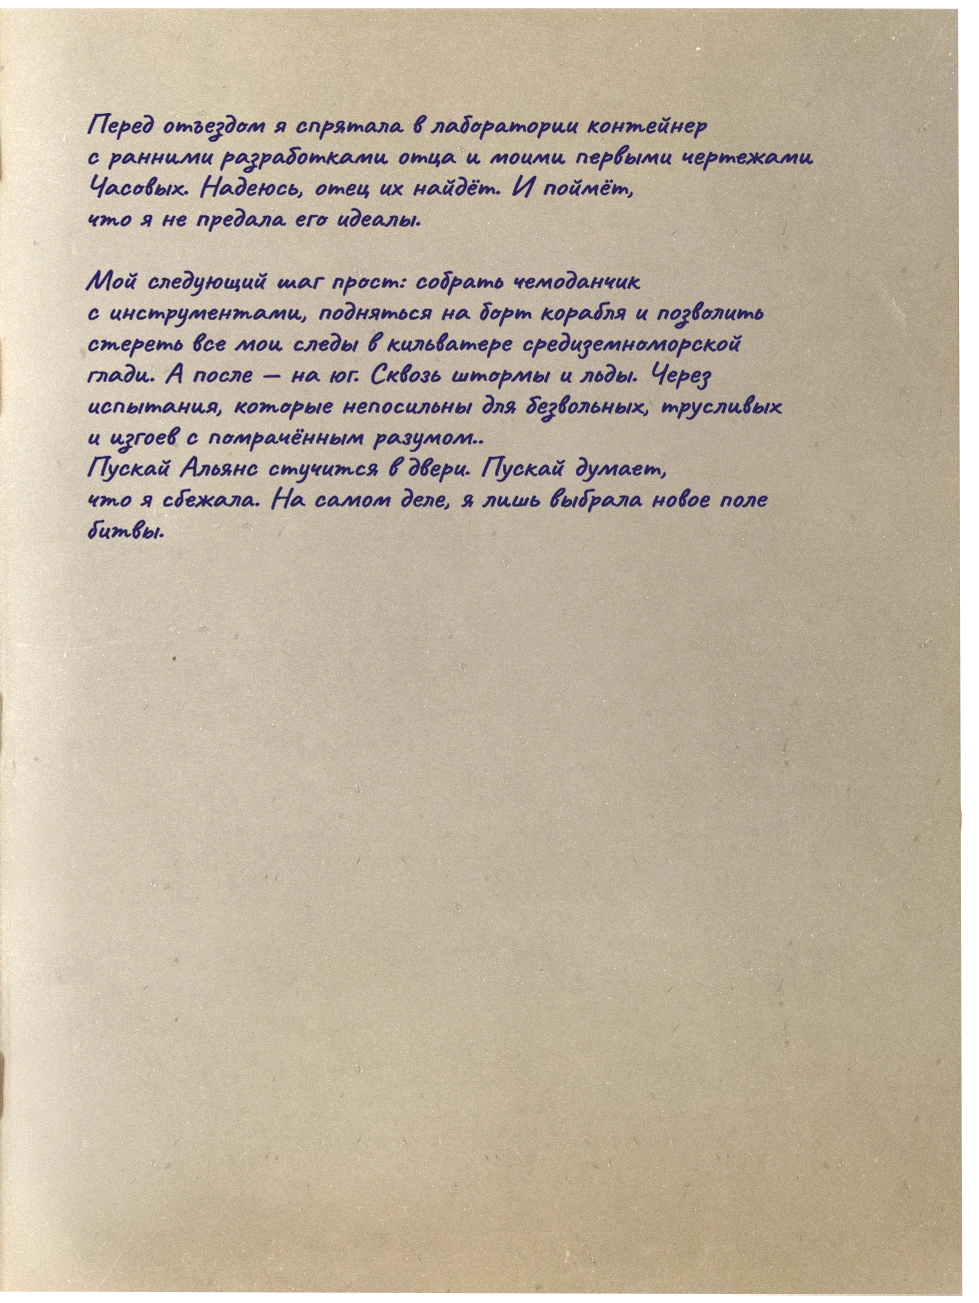 Перед отъездом я спрятала в лаборатории контейнер
с ранними разработками отца и моими первыми чертежами
Часовых. Надеюсь, отец их найдёт. И поймёт,
что я не предала его идеалы.
Мой следующий шаг прост: собрать чемоданчик
с инструментами, подняться на борт корабля и позволить
стереть все мои следы в кильватере средиземноморской
глади. А после — на юг. Сквозь штормы и льды. Через
испытания, которые непосильны для безвольных, трусливых
и изгоев с помрачённым разумом..
Пускай Альянс стучится в двери. Пускай думает,
что я сбежала. На самом деле, я лишь выбрала новое поле
битвы.